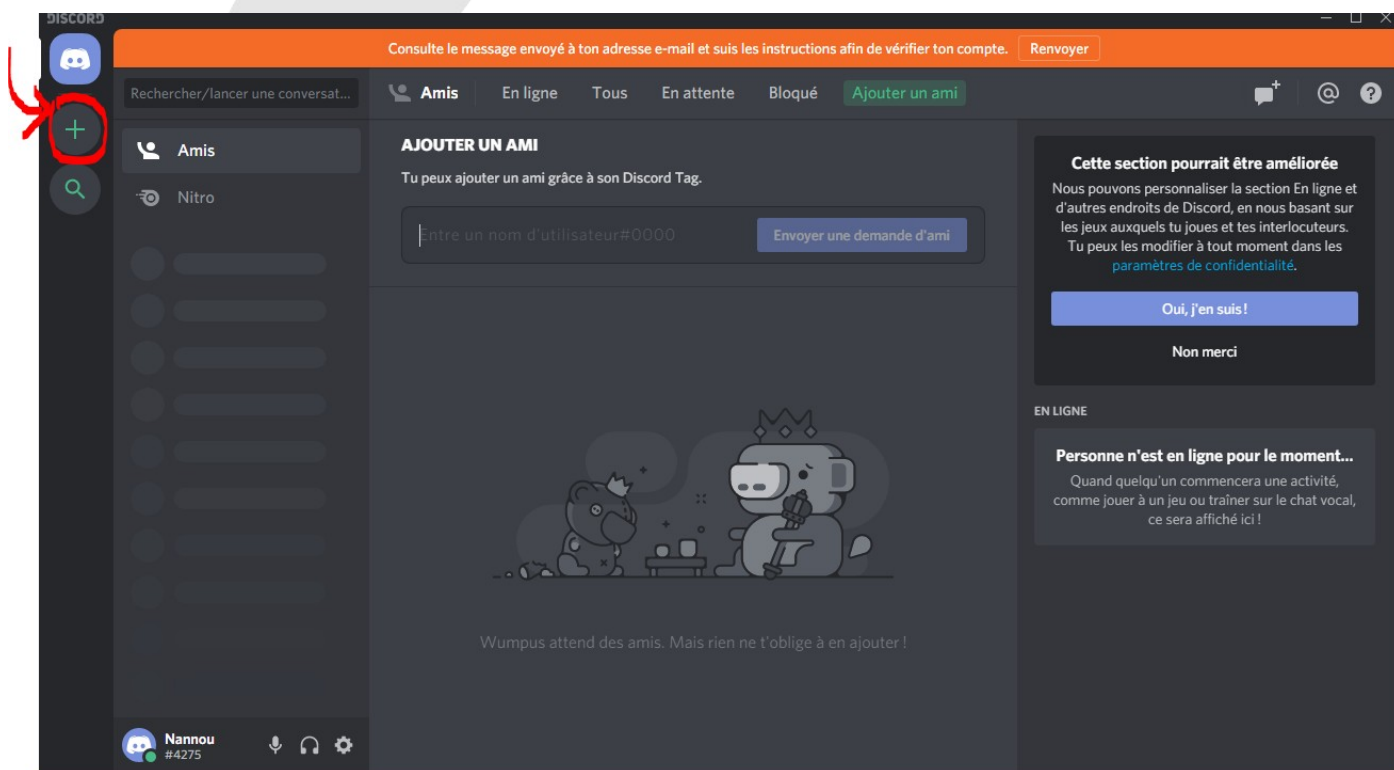 DISCORD
Consulte le message envoyé à ton adresse e-mail et suis les instructions afin de vérifier ton compte. Renvoyer
Rechercher/lancer une conversat...
Amis En ligne Tous En attente Bloqué Ajouter un ami
Amis
Nitro
AJOUTER UN AMI
Tu peux ajouter un ami grâce à son Discord Tag.
Entre un nom d'utilisateur#0000 Envoyer une demande d'ami
Wumpus attend des amis. Mais rien ne t'oblige à en ajouter !
Cette section pourrait être améliorée
Nous pouvons personnaliser la section En ligne et
d'autres endroits de Discord, en nous basant sur
les jeux auxquels tu joues et tes interlocuteurs.
Tu peux les modifier à tout moment dans les
paramètres de confidentialité.
Oui, j'en suis !
Non merci
EN LIGNE
Personne n'est en ligne pour le moment...
Quand quelqu'un commencera une activité,
comme jouer à un jeu ou traîner sur le chat vocal,
ce sera affiché ici !
Nannou
#4275